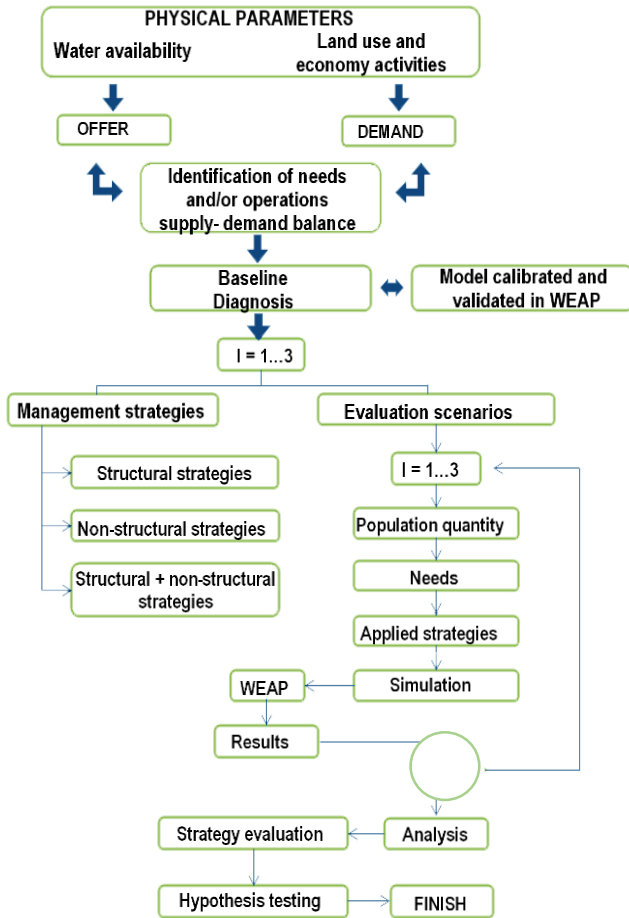 PHYSICAL PARAMETERS
Water availability
Land use and
economy activities
OFFER
DEMAND
Identification of needs
and/or operations
supply- demand balance
Baseline
Diagnosis
Model calibrated and
validated in WEAP
I = 1...3
Management strategies
Evaluation scenarios
Structural strategies
Non-structural strategies
Structural + non-structural
strategies
I = 1...3
Population quantity
Needs
Applied strategies
Simulation
WEAP
Results
Analysis
Strategy evaluation
Hypothesis testing
FINISH